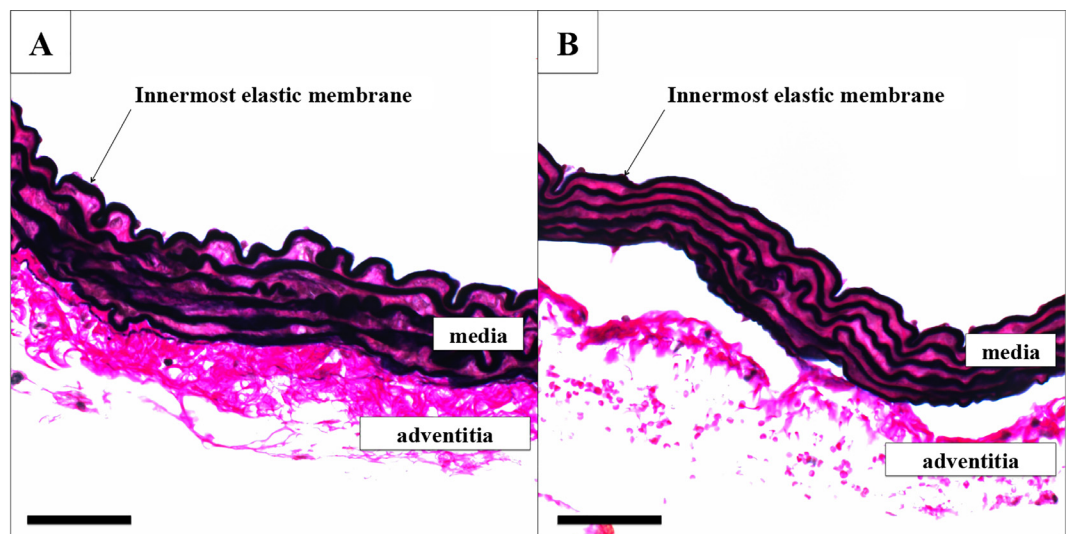 A
Innermost elastic membrane
media
adventitia
B
Innermost elastic membrane
media
adventitia